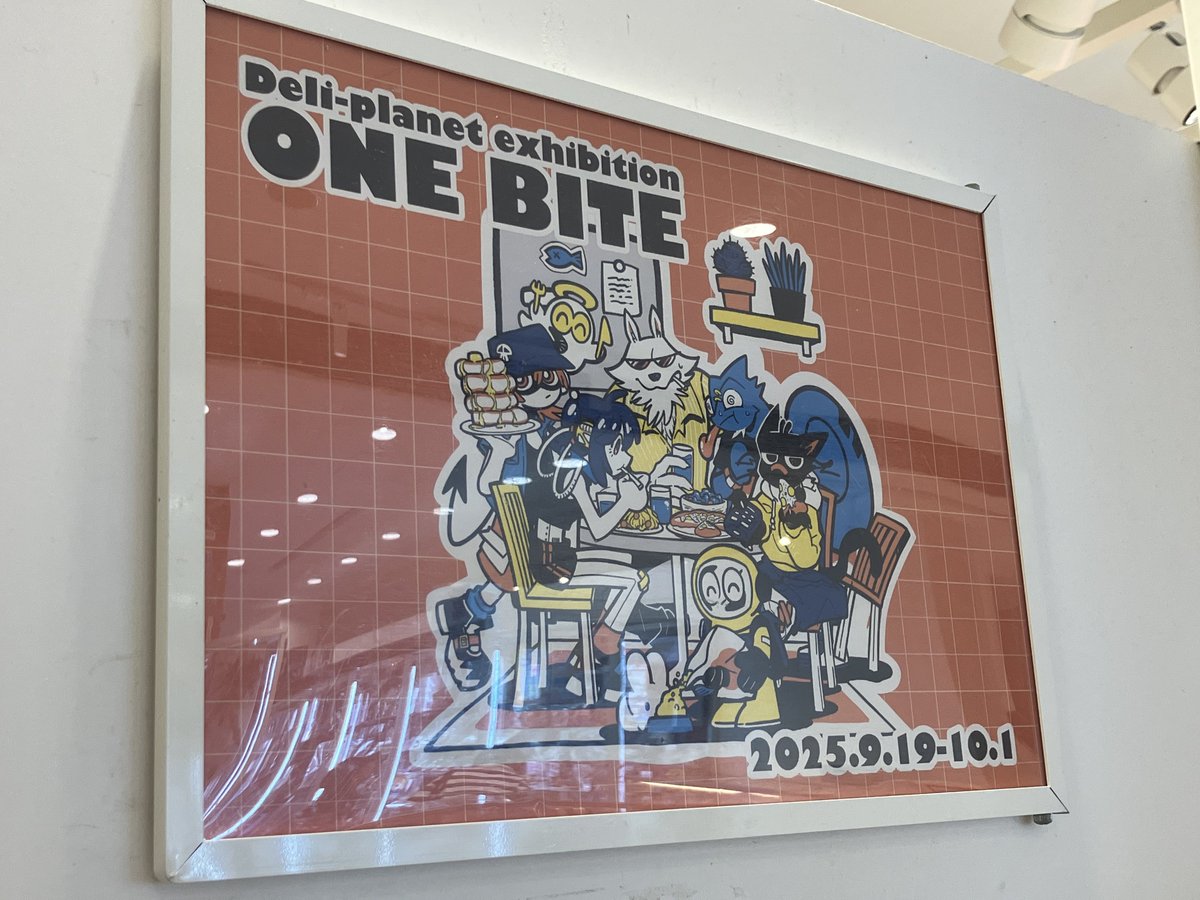 Deli-planet exhibition
ONE BITE
2025.9.19-10.1